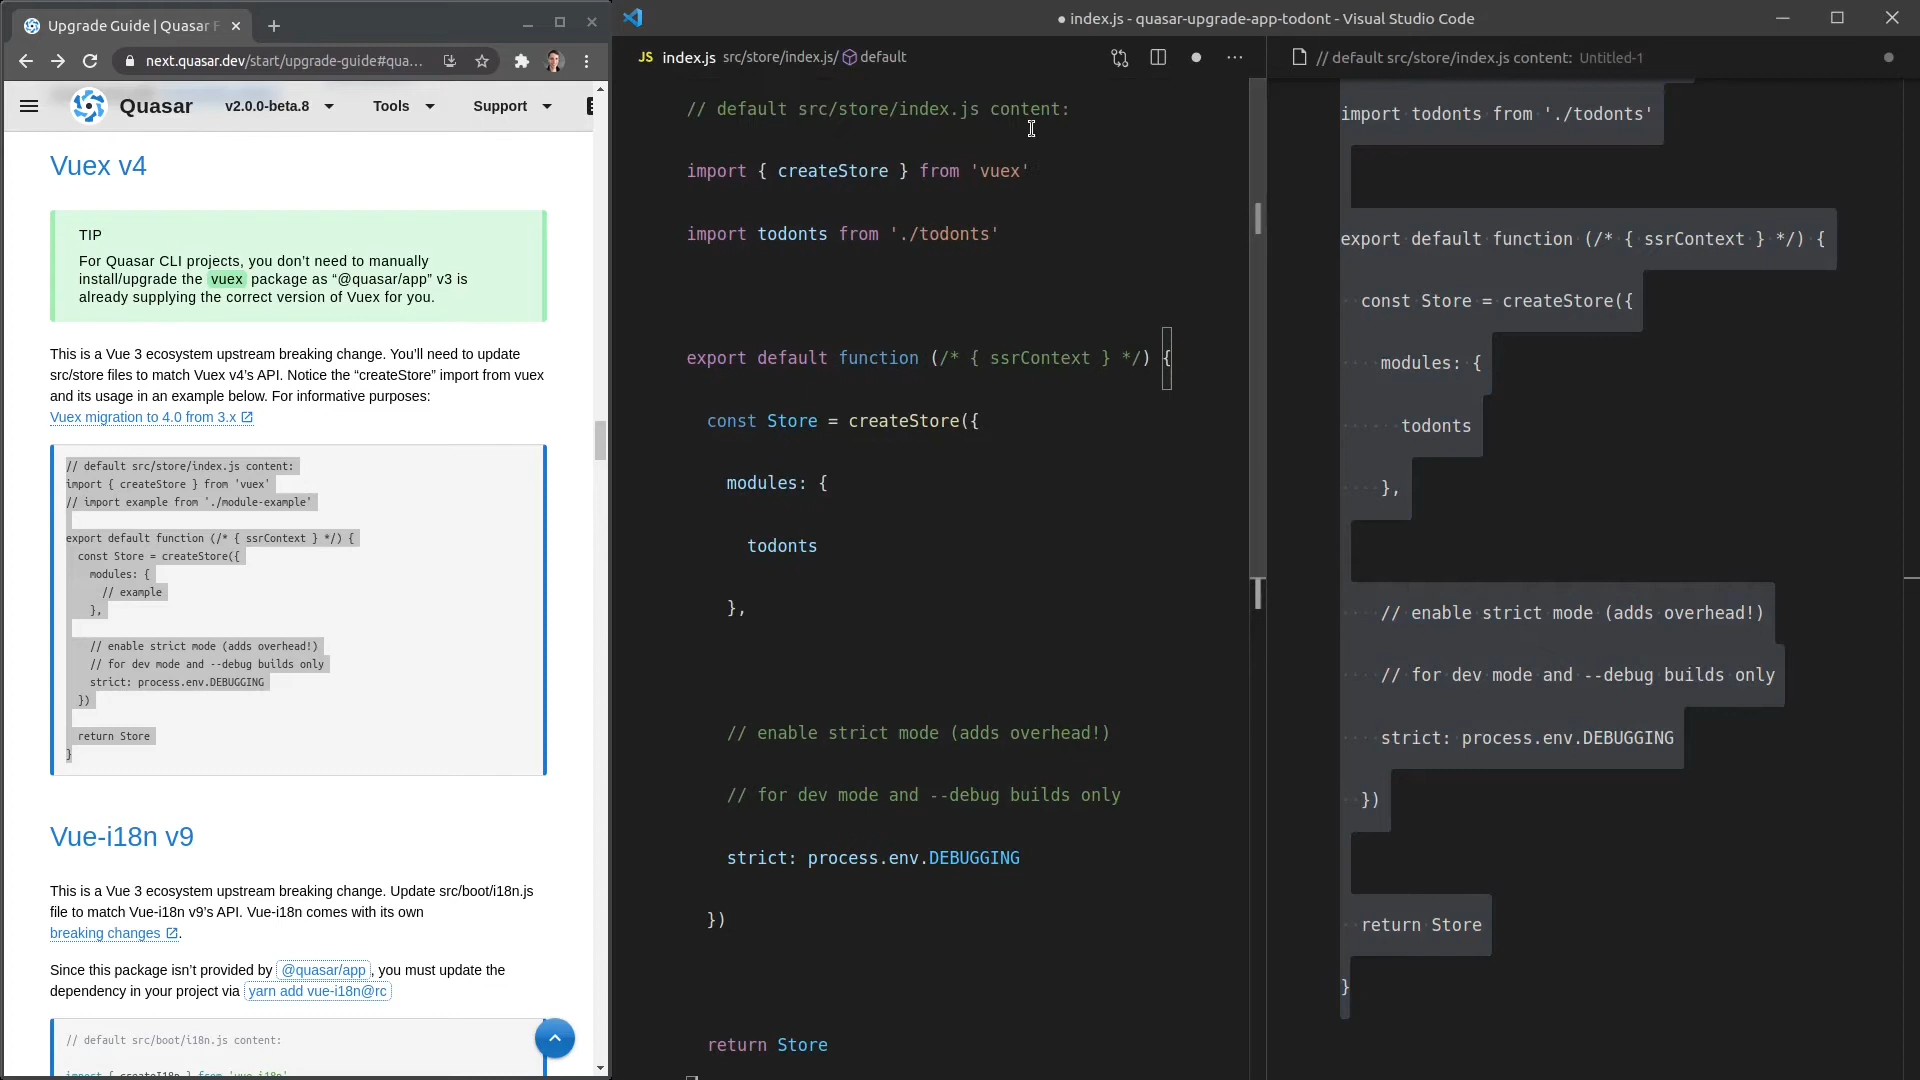 Upgrade Guide | Quasar F
next.quasar.dev/start/upgrade-guide#qua...
Quasar
v2.0.0-beta.8
Tools
Support
Vuex v4
TIP
For Quasar CLI projects, you don’t need to manually
install/upgrade the vuex package as “@quasar/app” v3 is
already supplying the correct version of Vuex for you.
This is a Vue 3 ecosystem upstream breaking change. You’ll need to update
src/store files to match Vuex v4’s API. Notice the “createStore” import from vuex
and its usage in an example below. For informative purposes:
Vuex migration to 4.0 from 3.x
// default src/store/index.js content:
import { createStore } from 'vuex'
// import example from './module-example'
export default function (/* { ssrContext } */) {
const Store = createStore({
modules: {
// example
},
// enable strict mode (adds overhead!)
// for dev mode and --debug builds only
strict: process.env.DEBUGGING
})
return Store
}
Vue-i18n v9
This is a Vue 3 ecosystem upstream breaking change. Update src/boot/i18n.js
file to match Vue-i18n v9’s API. Vue-i18n comes with its own
breaking changes.
Since this package isn’t provided by @quasar/app, you must update the
dependency in your project via yarn add vue-i18n@rc
// default src/boot/i18n.js content:
import { createI18n } from 'vue-i18n'
● index.js - quasar-upgrade-app-todont - Visual Studio Code
JS index.js src/store/index.js/ default
// default src/store/index.js content:
import { createStore } from 'vuex'
import todonts from './todonts'
export default function (/* { ssrContext } */) {
const Store = createStore({
modules: {
todonts
},
// enable strict mode (adds overhead!)
// for dev mode and --debug builds only
strict: process.env.DEBUGGING
})
return Store
// default src/store/index.js content: Untitled-1
import todonts from './todonts'
export default function (/* { ssrContext } */) {
const Store = createStore({
modules: {
todonts
},
// enable strict mode (adds overhead!)
// for dev mode and --debug builds only
strict: process.env.DEBUGGING
})
return Store
}